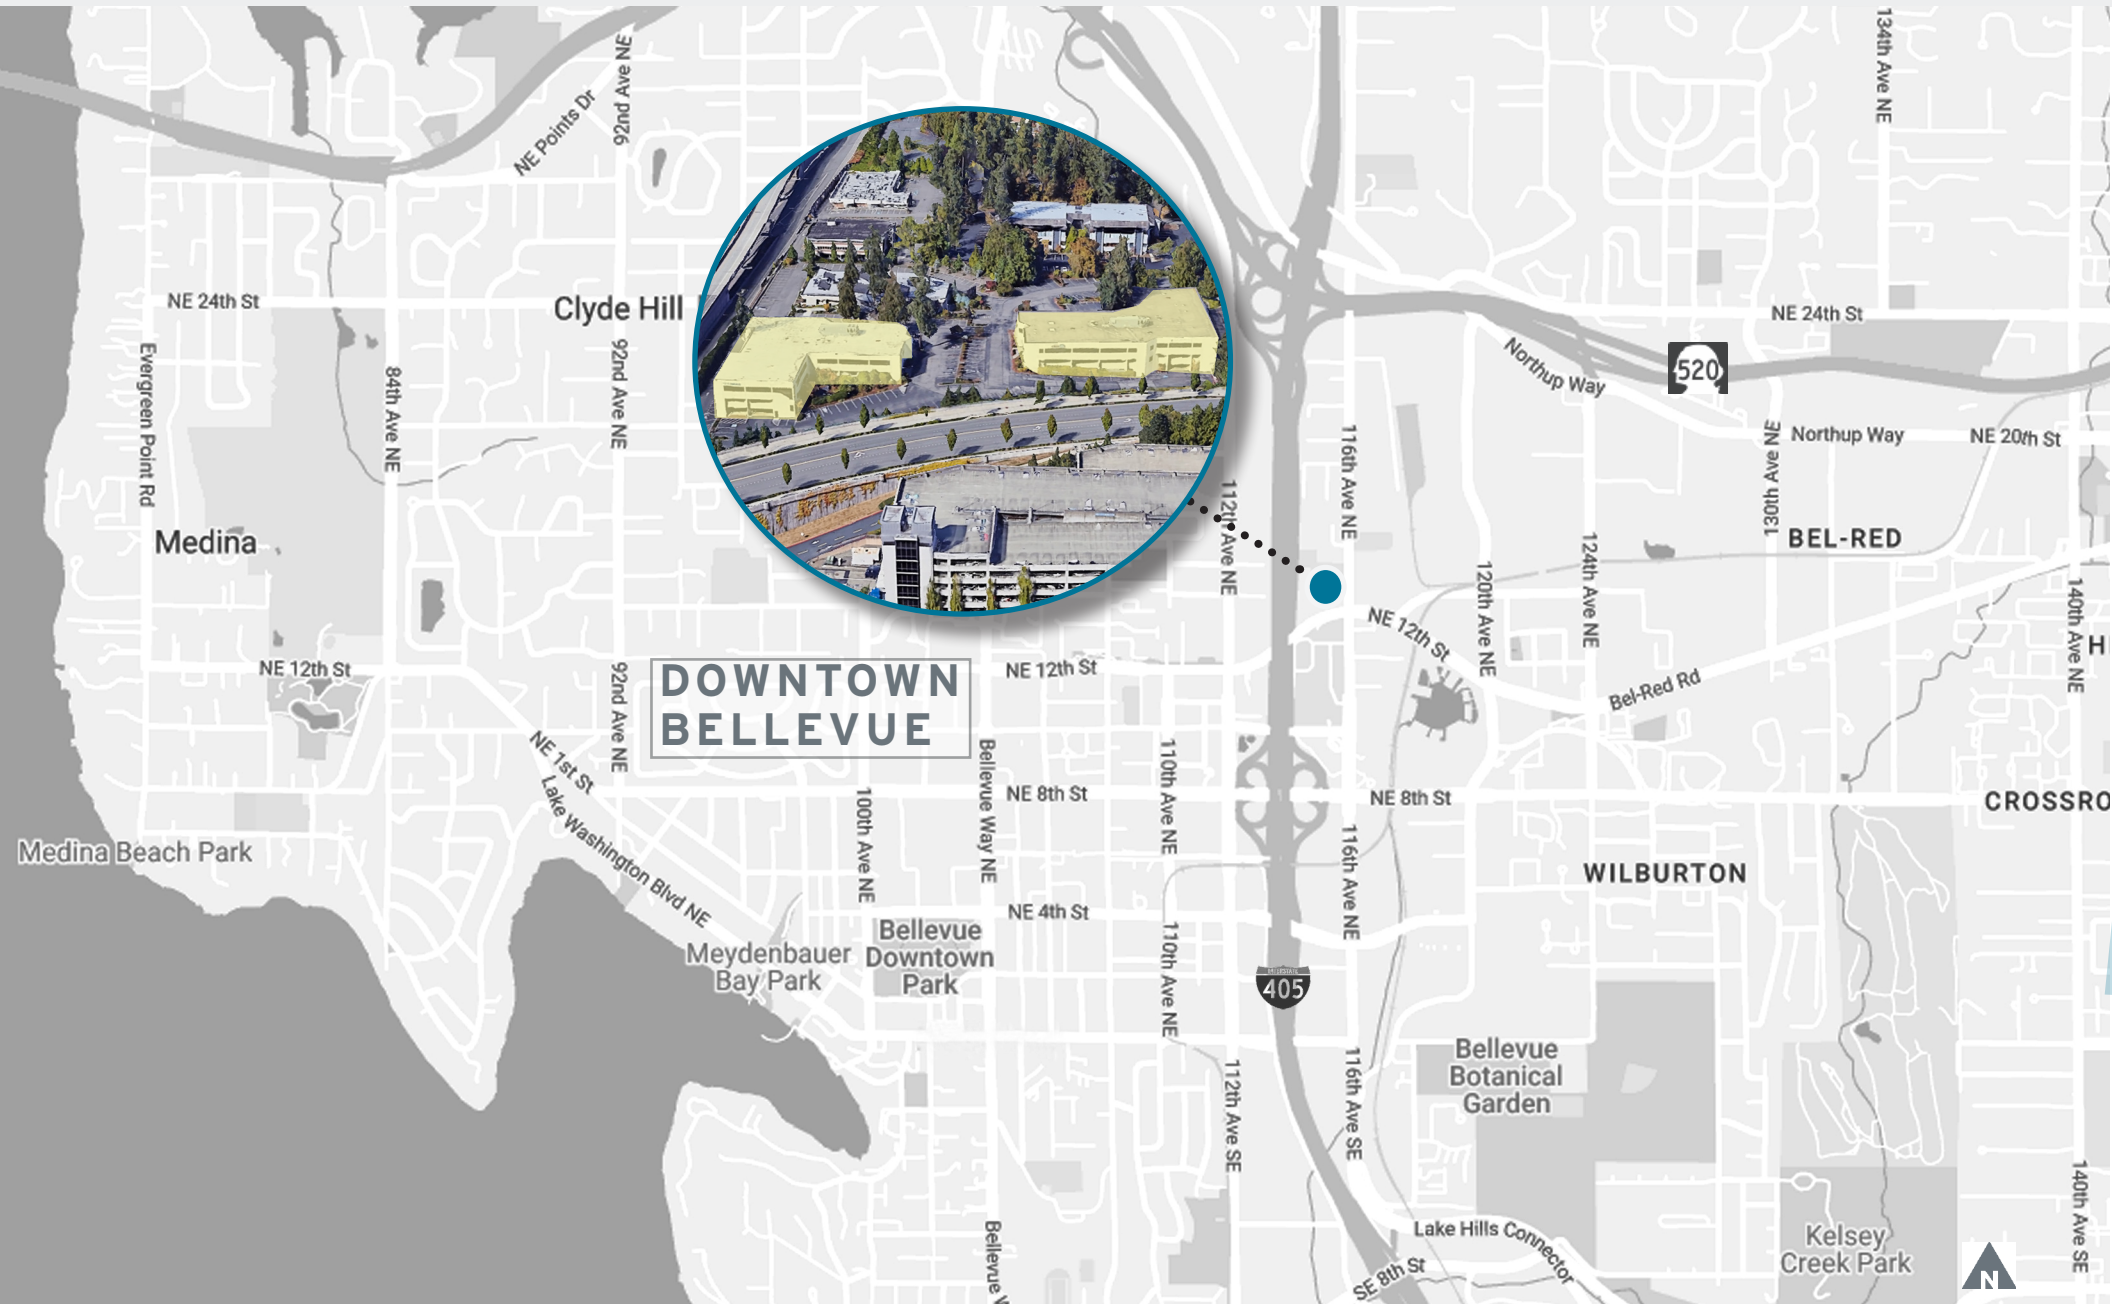 134th Ave NE
92nd Ave NE
NE Points Dr
NE 24th St
Clyde Hill
NE 24th St
520
Northup Way
Evergreen Point Rd
84th Ave NE
92nd Ave NE
116th Ave NE
130th Ave NE
Northup Way
NE 20th St
112th Ave NE
Medina
BEL-RED
120th Ave NE
124th Ave NE
140th Ave NE
NE 12th St
H
NE 12th St
92nd Ave NE
DOWNTOWN
BELLEVUE
NE 12th St
Bel-Red Rd
NE 1st St
Lake Washington Blvd NE
100th Ave NE
Bellevue Way NE
NE 8th St
110th Ave NE
NE 8th St
CROSSRO
116th Ave NE
Medina Beach Park
WILBURTON
NE 4th St
Bellevue
Downtown
Park
Meydenbauer
Bay Park
110th Ave NE
INTERSTATE
405
Bellevue
Botanical
Garden
112th Ave SE
116th Ave SE
140th Ave SE
Bellevue W
Lake Hills Connector
SE 8th St
Kelsey
Creek Park
N